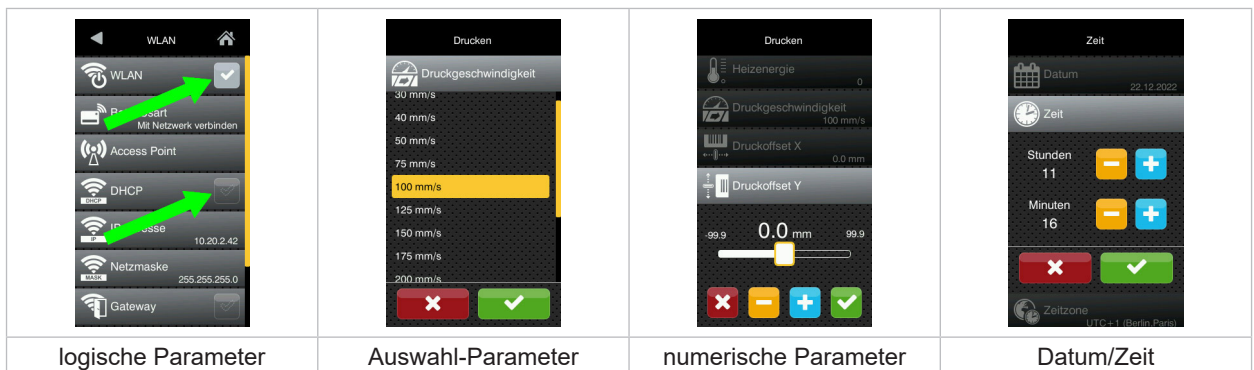 WLAN
WLAN
Mit Netzwerk verbinden
Access Point
DHCP
DHCP
IP
10.20.2.42
Netzmaske
MASK
255.255.255.0
Gateway
logische Parameter
Drucken
Druckgeschwindigkeit
30 mm/s
40 mm/s
50 mm/s
75 mm/s
100 mm/s
125 mm/s
150 mm/s
175 mm/s
200 mm/s
Auswahl-Parameter
Drucken
Heizenergie
0
Druckgeschwindigkeit
100 mm/s
Druckoffset X
0.0 mm
Druckoffset Y
-99.9 0.0 mm 99.9
numerische Parameter
Zeit
Datum
22.12.2022
Zeit
Stunden
11
Minuten
16
Zeitzone
UTC+1 (Berlin,Paris)
Datum/Zeit